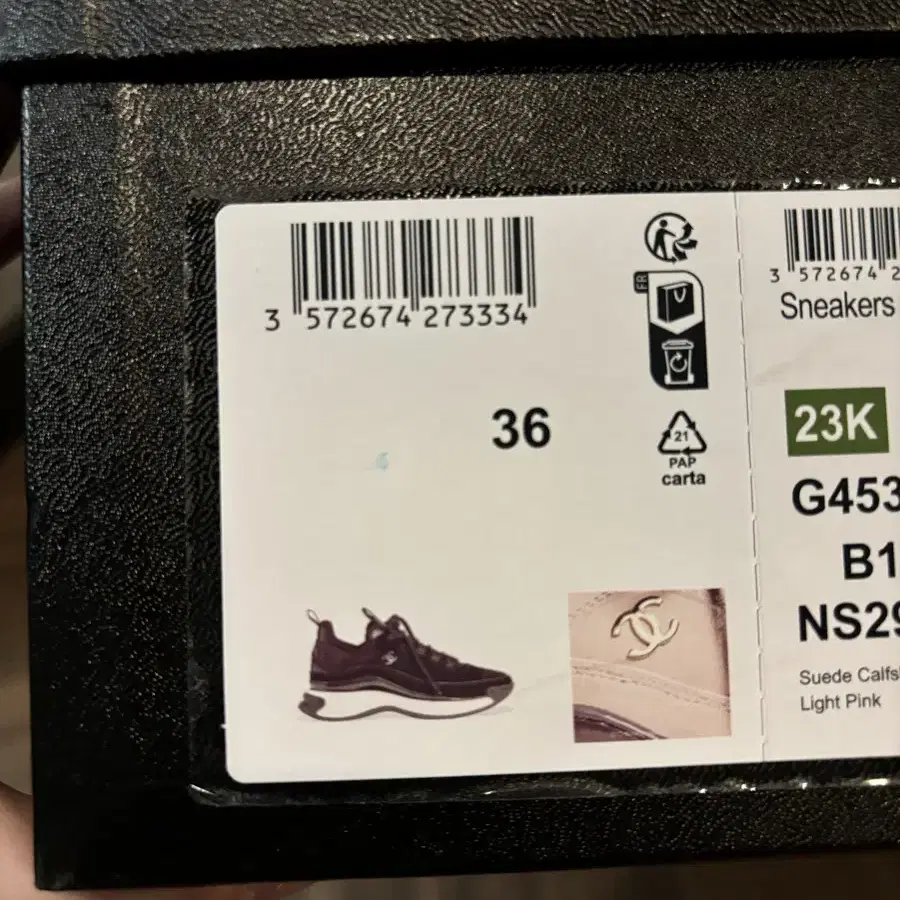 3 572674 273334
36
FR
21
PAP
carta
3 572674 2
Sneakers
23K
G453
B1
NS29
Suede Calfs
Light Pink